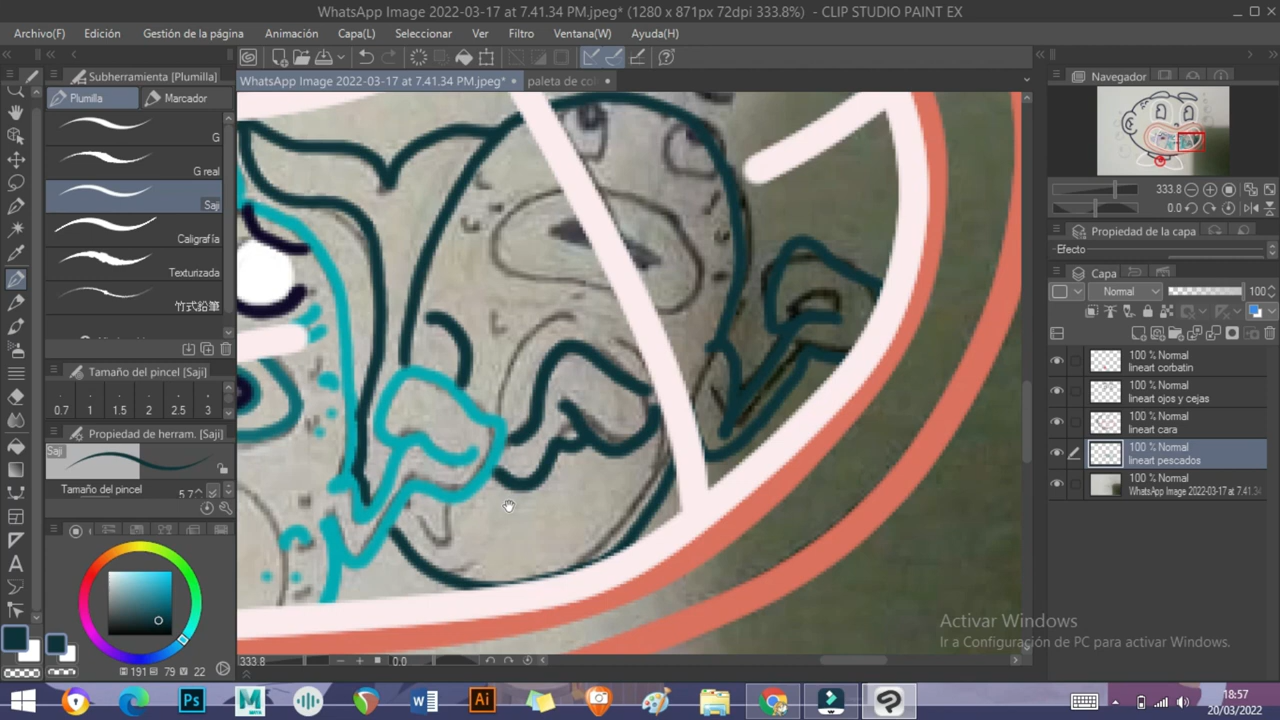 WhatsApp Image 2022-03-17 at 7.41.34 PM.jpeg* (1280 x 871px 72dpi 333.8%) - CLIP STUDIO PAINT EX
Archivo(F) Edición Gestión de la página Animación Capa(L) Seleccionar Ver Filtro Ventana(W) Ayuda(H)
Subherramienta [Plumilla]
WhatsApp Image 2022-03-17 at 7.41.34 PM.jpeg* paleta de col
Navegador
Plumilla Marcador
G
G real
Saji
Caligrafía
Texturizada
竹式鉛筆
333.8
0.0
Propiedad de la capa
Efecto
Capa
Normal 100
100 % Normal
lineart corbatin
100 % Normal
lineart ojos y cejas
100 % Normal
lineart cara
100 % Normal
lineart pescados
100 % Normal
WhatsApp Image 2022-03-17 at 7.41.34
Tamaño del pincel [Saji]
0.7 1 1.5 2 2.5 3
Propiedad de herram. [Saji]
Saji
Tamaño del pincel 5.7
191 79 22
333.8 0.0
Activar Windows
Ir a Configuración de PC para activar Windows.
Ps M W Ai
18:57
20/03/2022